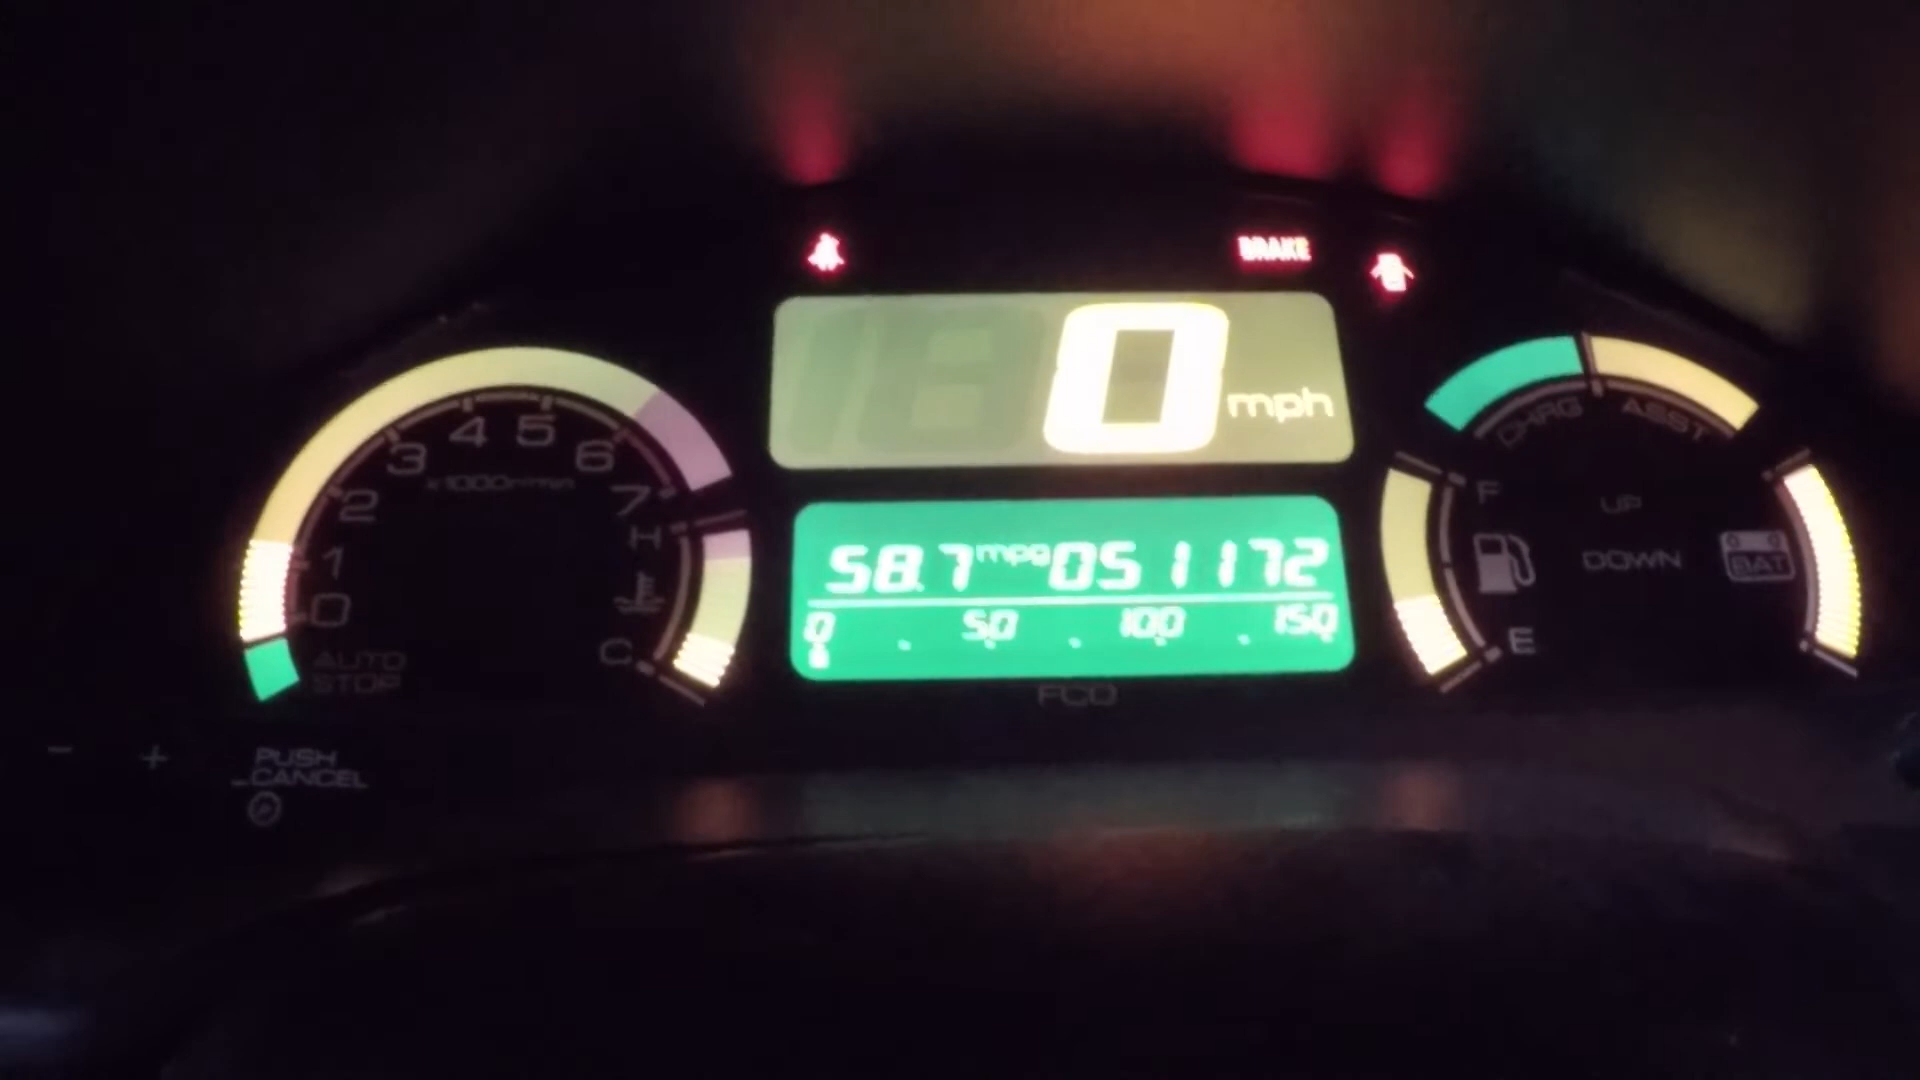 BRAKE
0 mph
4 5
3 6
x1000r/min
2 7
H
1
0
C
AUTO
STOP
58.7 mpg 051172
0 50 100 150
FCD
CHRG ASST
F
UP
DOWN
BAT
E
- +
PUSH
CANCEL